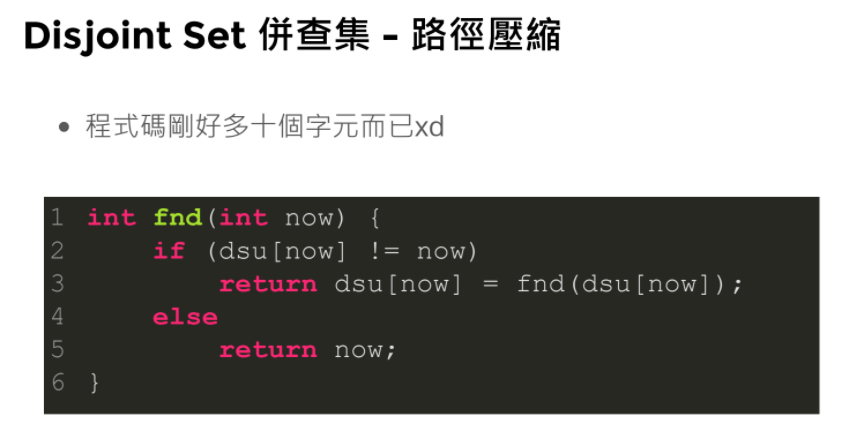 Disjoint Set 併查集 - 路徑壓縮
• 程式碼剛好多十個字元而已xd
1 int fnd(int now) {
2     if (dsu[now] != now)
3         return dsu[now] = fnd(dsu[now]);
4     else
5         return now;
6 }